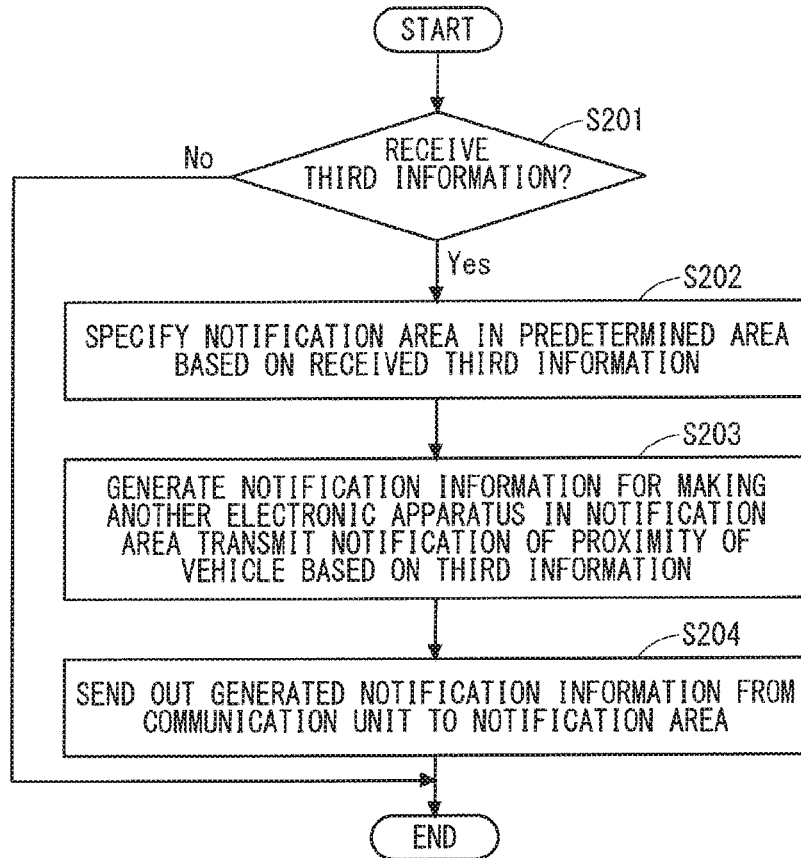 START
S201
RECEIVE
THIRD INFORMATION?
No
Yes
S202
SPECIFY NOTIFICATION AREA IN PREDETERMINED AREA
BASED ON RECEIVED THIRD INFORMATION
S203
GENERATE NOTIFICATION INFORMATION FOR MAKING
ANOTHER ELECTRONIC APPARATUS IN NOTIFICATION
AREA TRANSMIT NOTIFICATION OF PROXIMITY OF
VEHICLE BASED ON THIRD INFORMATION
S204
SEND OUT GENERATED NOTIFICATION INFORMATION FROM
COMMUNICATION UNIT TO NOTIFICATION AREA
END